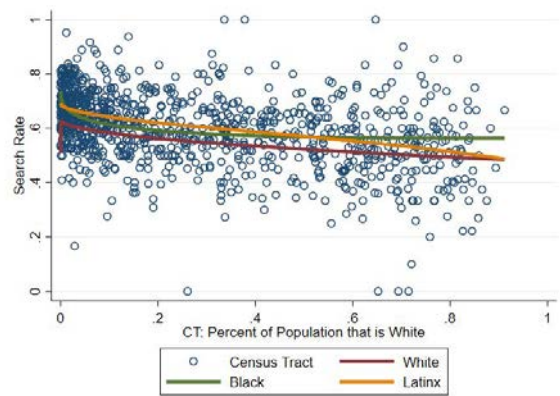 1
.8
.6
.4
.2
0
Search Rate
0 .2 .4 .6 .8 1
CT: Percent of Population that is White
Census Tract White
Black Latinx